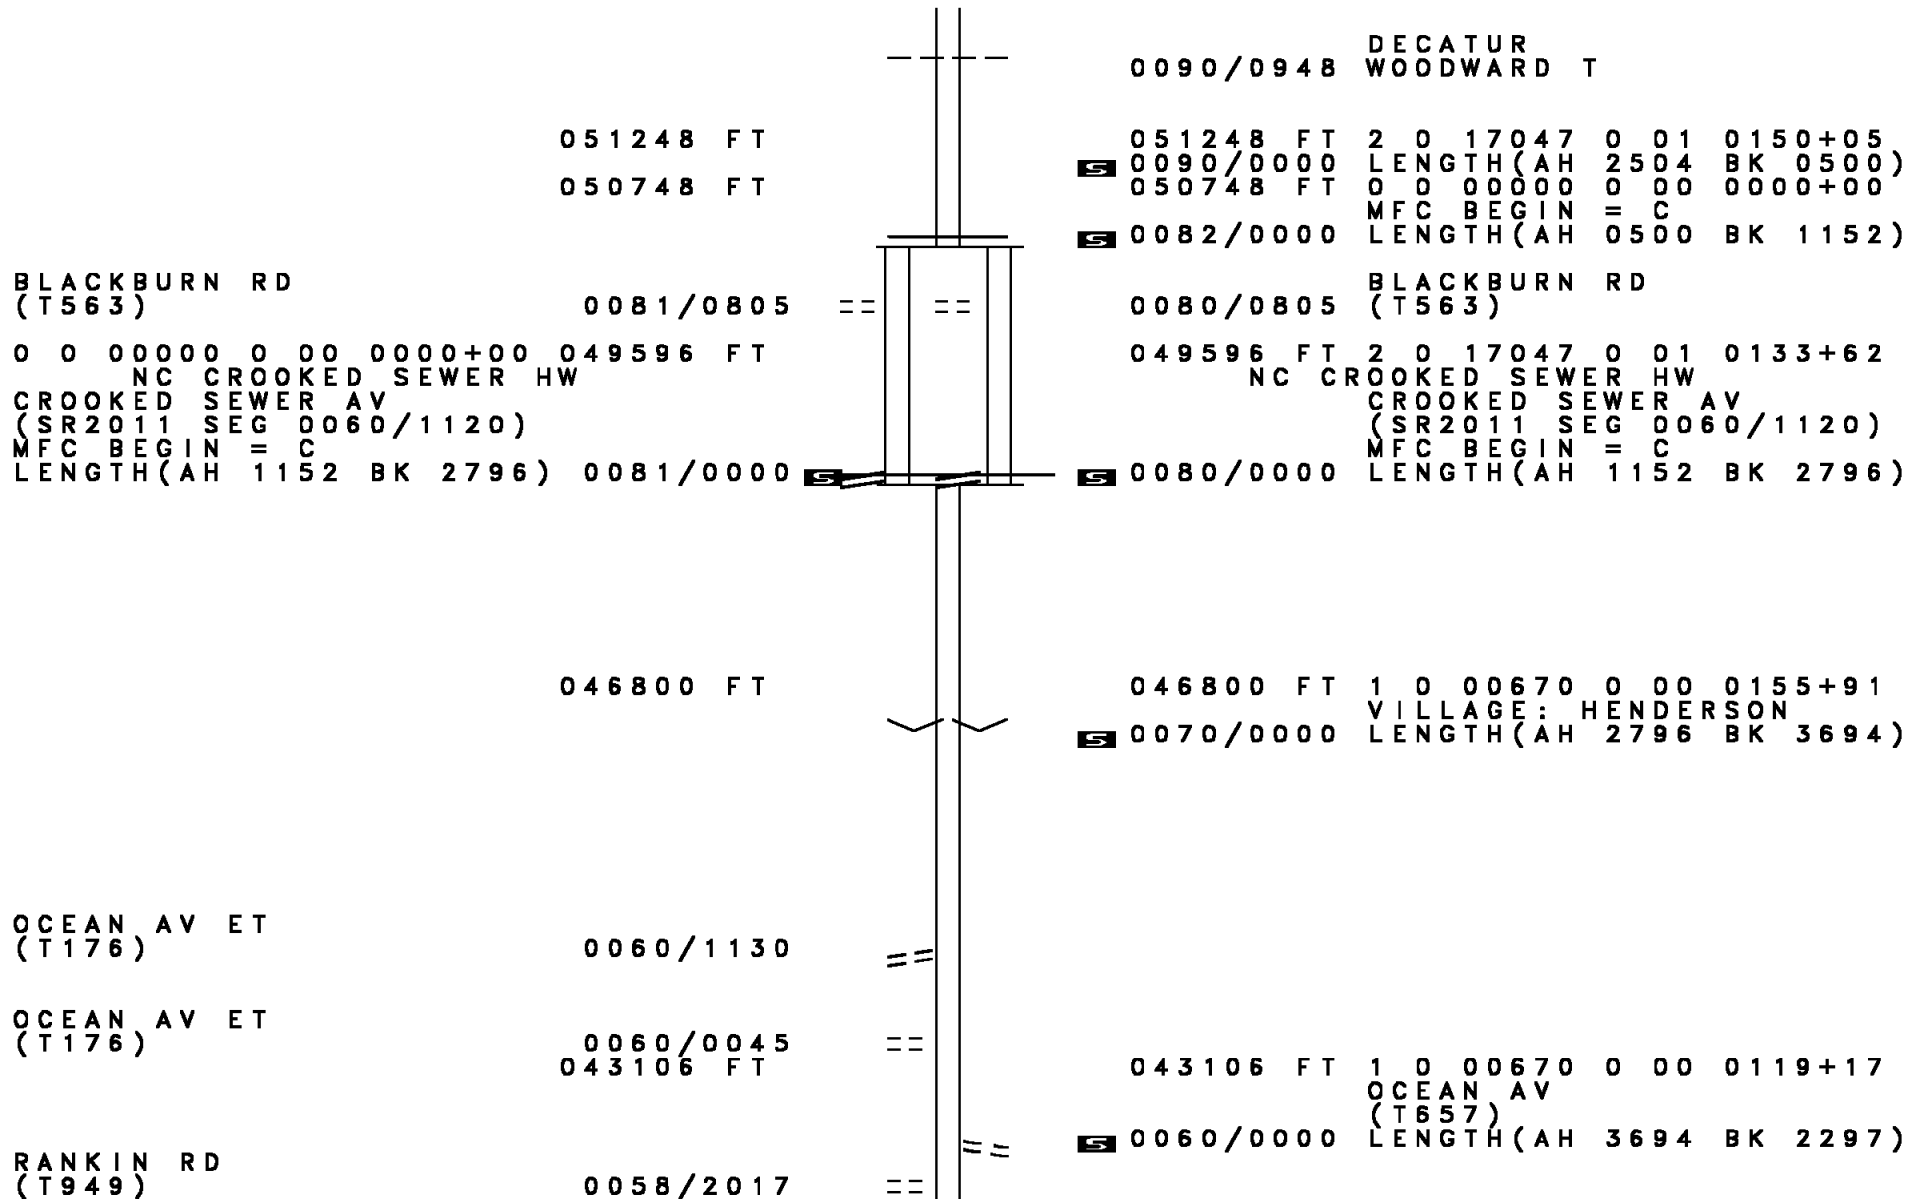 DECATUR
0090/0948 WOODWARD T
051248 FT 051248 FT 2 0 17047 0 01 0150+05
S 0090/0000 LENGTH(AH 2504 BK 0500)
050748 FT 050748 FT 0 0 00000 0 00 0000+00
MFC BEGIN = C
S 0082/0000 LENGTH(AH 0500 BK 1152)
BLACKBURN RD BLACKBURN RD
(T563) 0081/0805 0080/0805 (T563)
0 0 00000 0 00 0000+00 049596 FT 049596 FT 2 0 17047 0 01 0133+62
NC CROOKED SEWER HW NC CROOKED SEWER HW
CROOKED SEWER AV CROOKED SEWER AV
(SR2011 SEG 0060/1120) (SR2011 SEG 0060/1120)
MFC BEGIN = C MFC BEGIN = C
LENGTH(AH 1152 BK 2796) 0081/0000 S S 0080/0000 LENGTH(AH 1152 BK 2796)
046800 FT 046800 FT 1 0 00670 0 00 0155+91
VILLAGE: HENDERSON
S 0070/0000 LENGTH(AH 2796 BK 3694)
OCEAN AV ET
(T176) 0060/1130
OCEAN AV ET
(T176) 0060/0045
043106 FT 043106 FT 1 0 00670 0 00 0119+17
OCEAN AV
(T657)
S 0060/0000 LENGTH(AH 3694 BK 2297)
RANKIN RD
(T949) 0058/2017